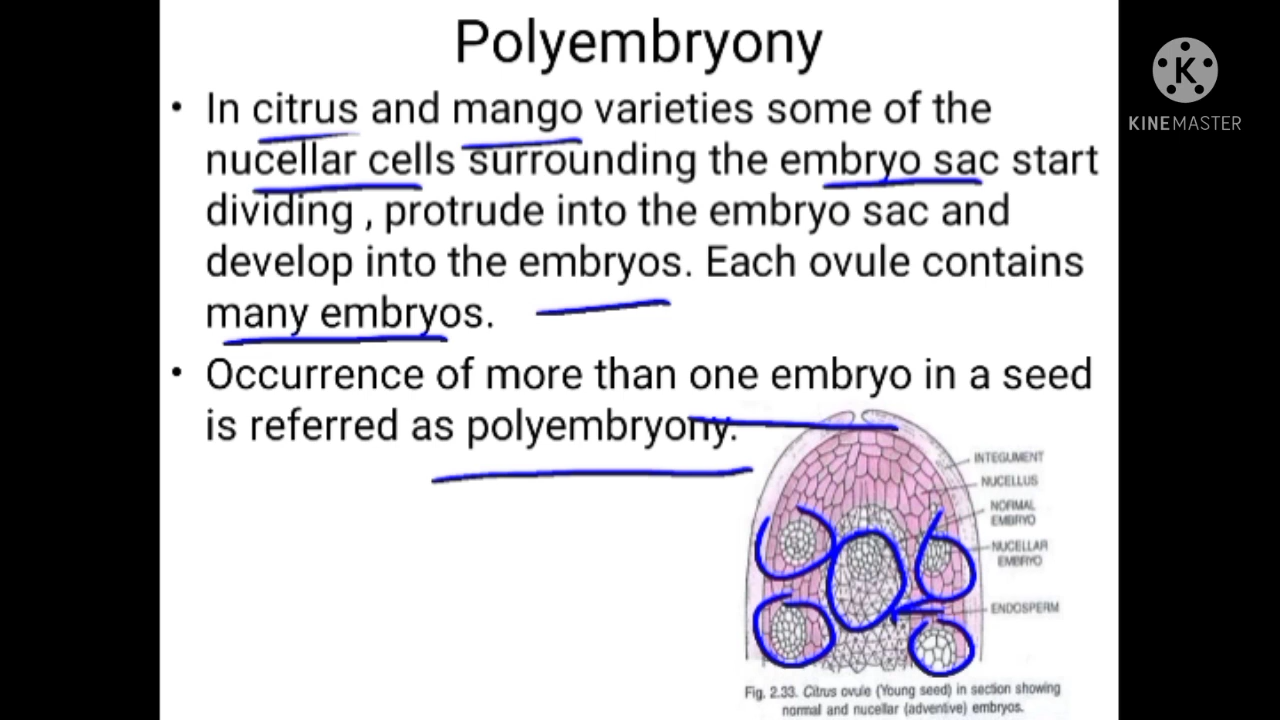 Polyembryony
• In citrus and mango varieties some of the
nucellar cells surrounding the embryo sac start
dividing , protrude into the embryo sac and
develop into the embryos. Each ovule contains
many embryos.
• Occurrence of more than one embryo in a seed
is referred as polyembryony.
K
KINEMASTER
INTEGUMENT
NUCELLUS
NORMAL
EMBRYO
NUCELLAR
EMBRYO
ENDOSPERM
Fig. 2.33. Citrus ovule (Young seed) in section showing
normal and nucellar (adventive) embryos.